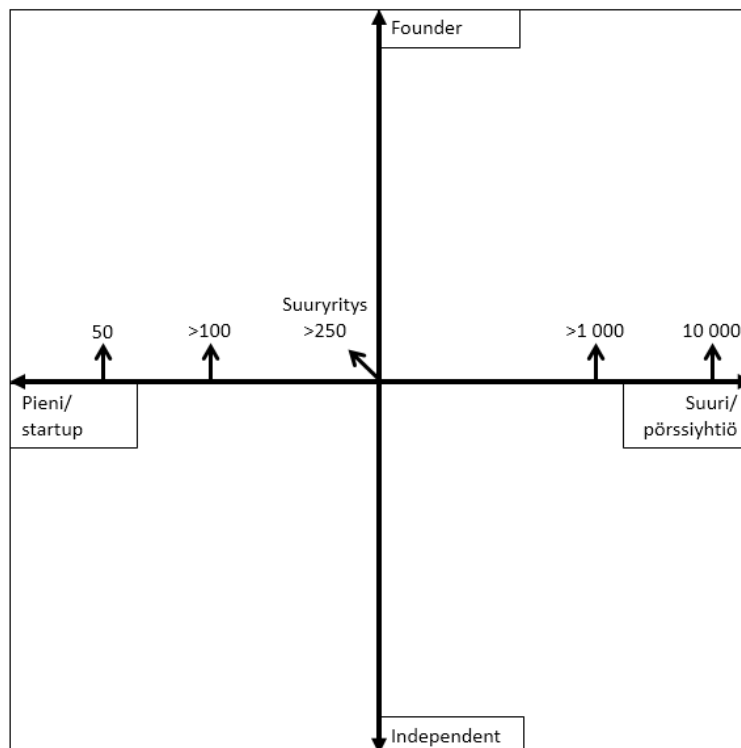 Founder
Suuryritys
50
>100
>250
>1 000
10 000
Pieni/
startup
Suuri/
pörssiyhtiö
Independent